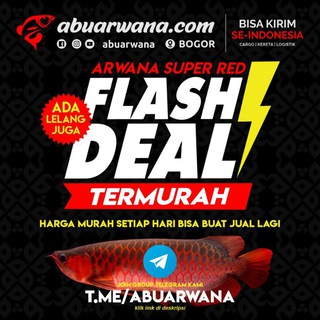 abuarwana.com
abuarwana BOGOR
BISA KIRIM
SE-INDONESIA
CARGO | KERETA | LOGISTIK
ARWANA SUPER RED
ADA
LELANG
JUGA
FLASH
DEAL
TERMURAH
HARGA MURAH SETIAP HARI BISA BUAT JUAL LAGI
JOIN GROUP TELEGRAM KAMI
T.ME/ABUARWANA
klik link di deskripsi